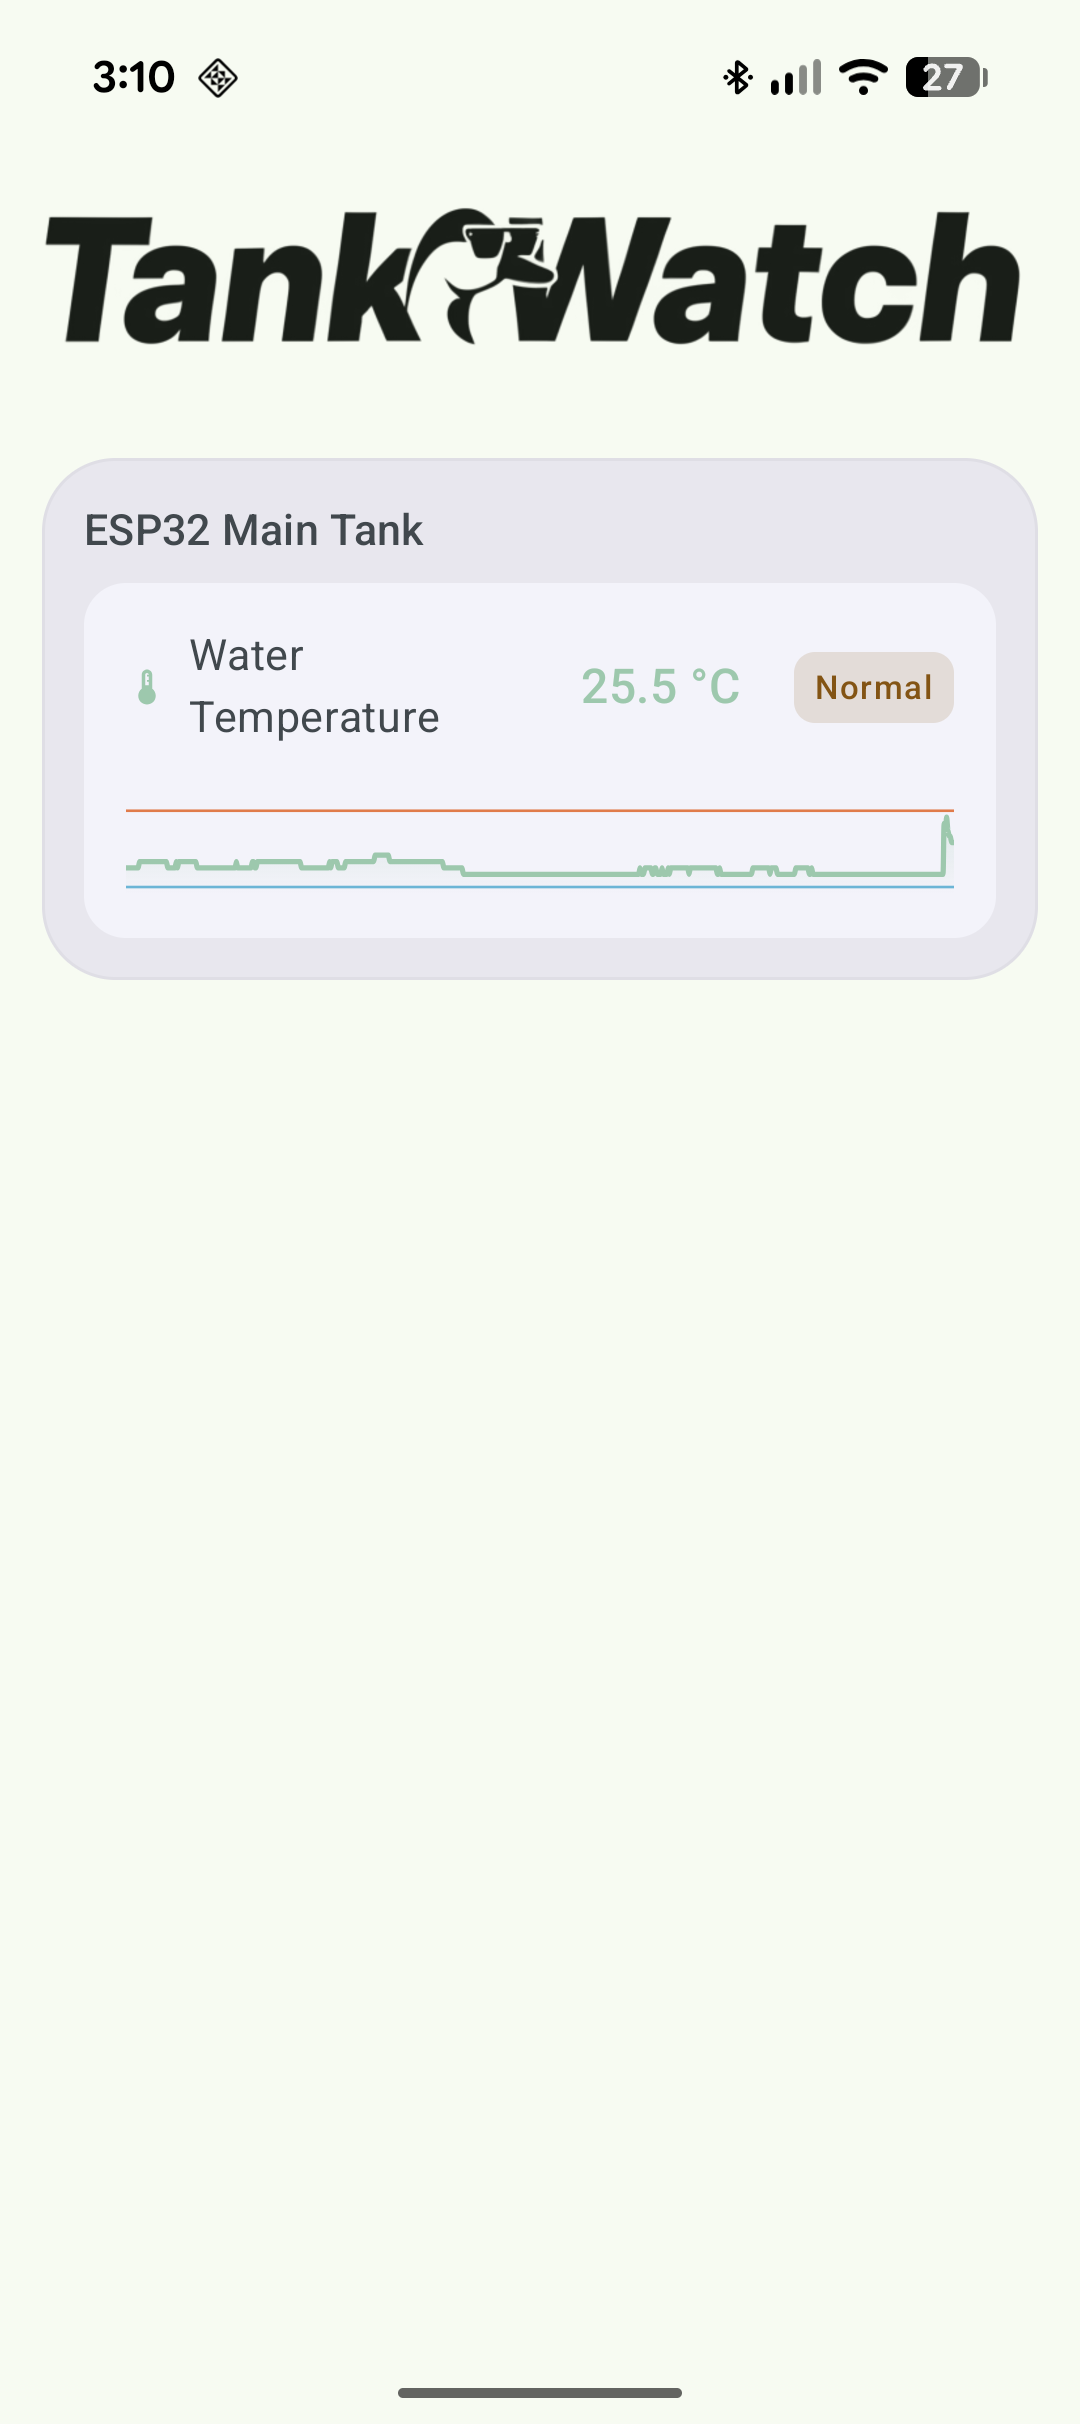 3:10
27
TankWatch
ESP32 Main Tank
Water
Temperature
25.5 °C
Normal